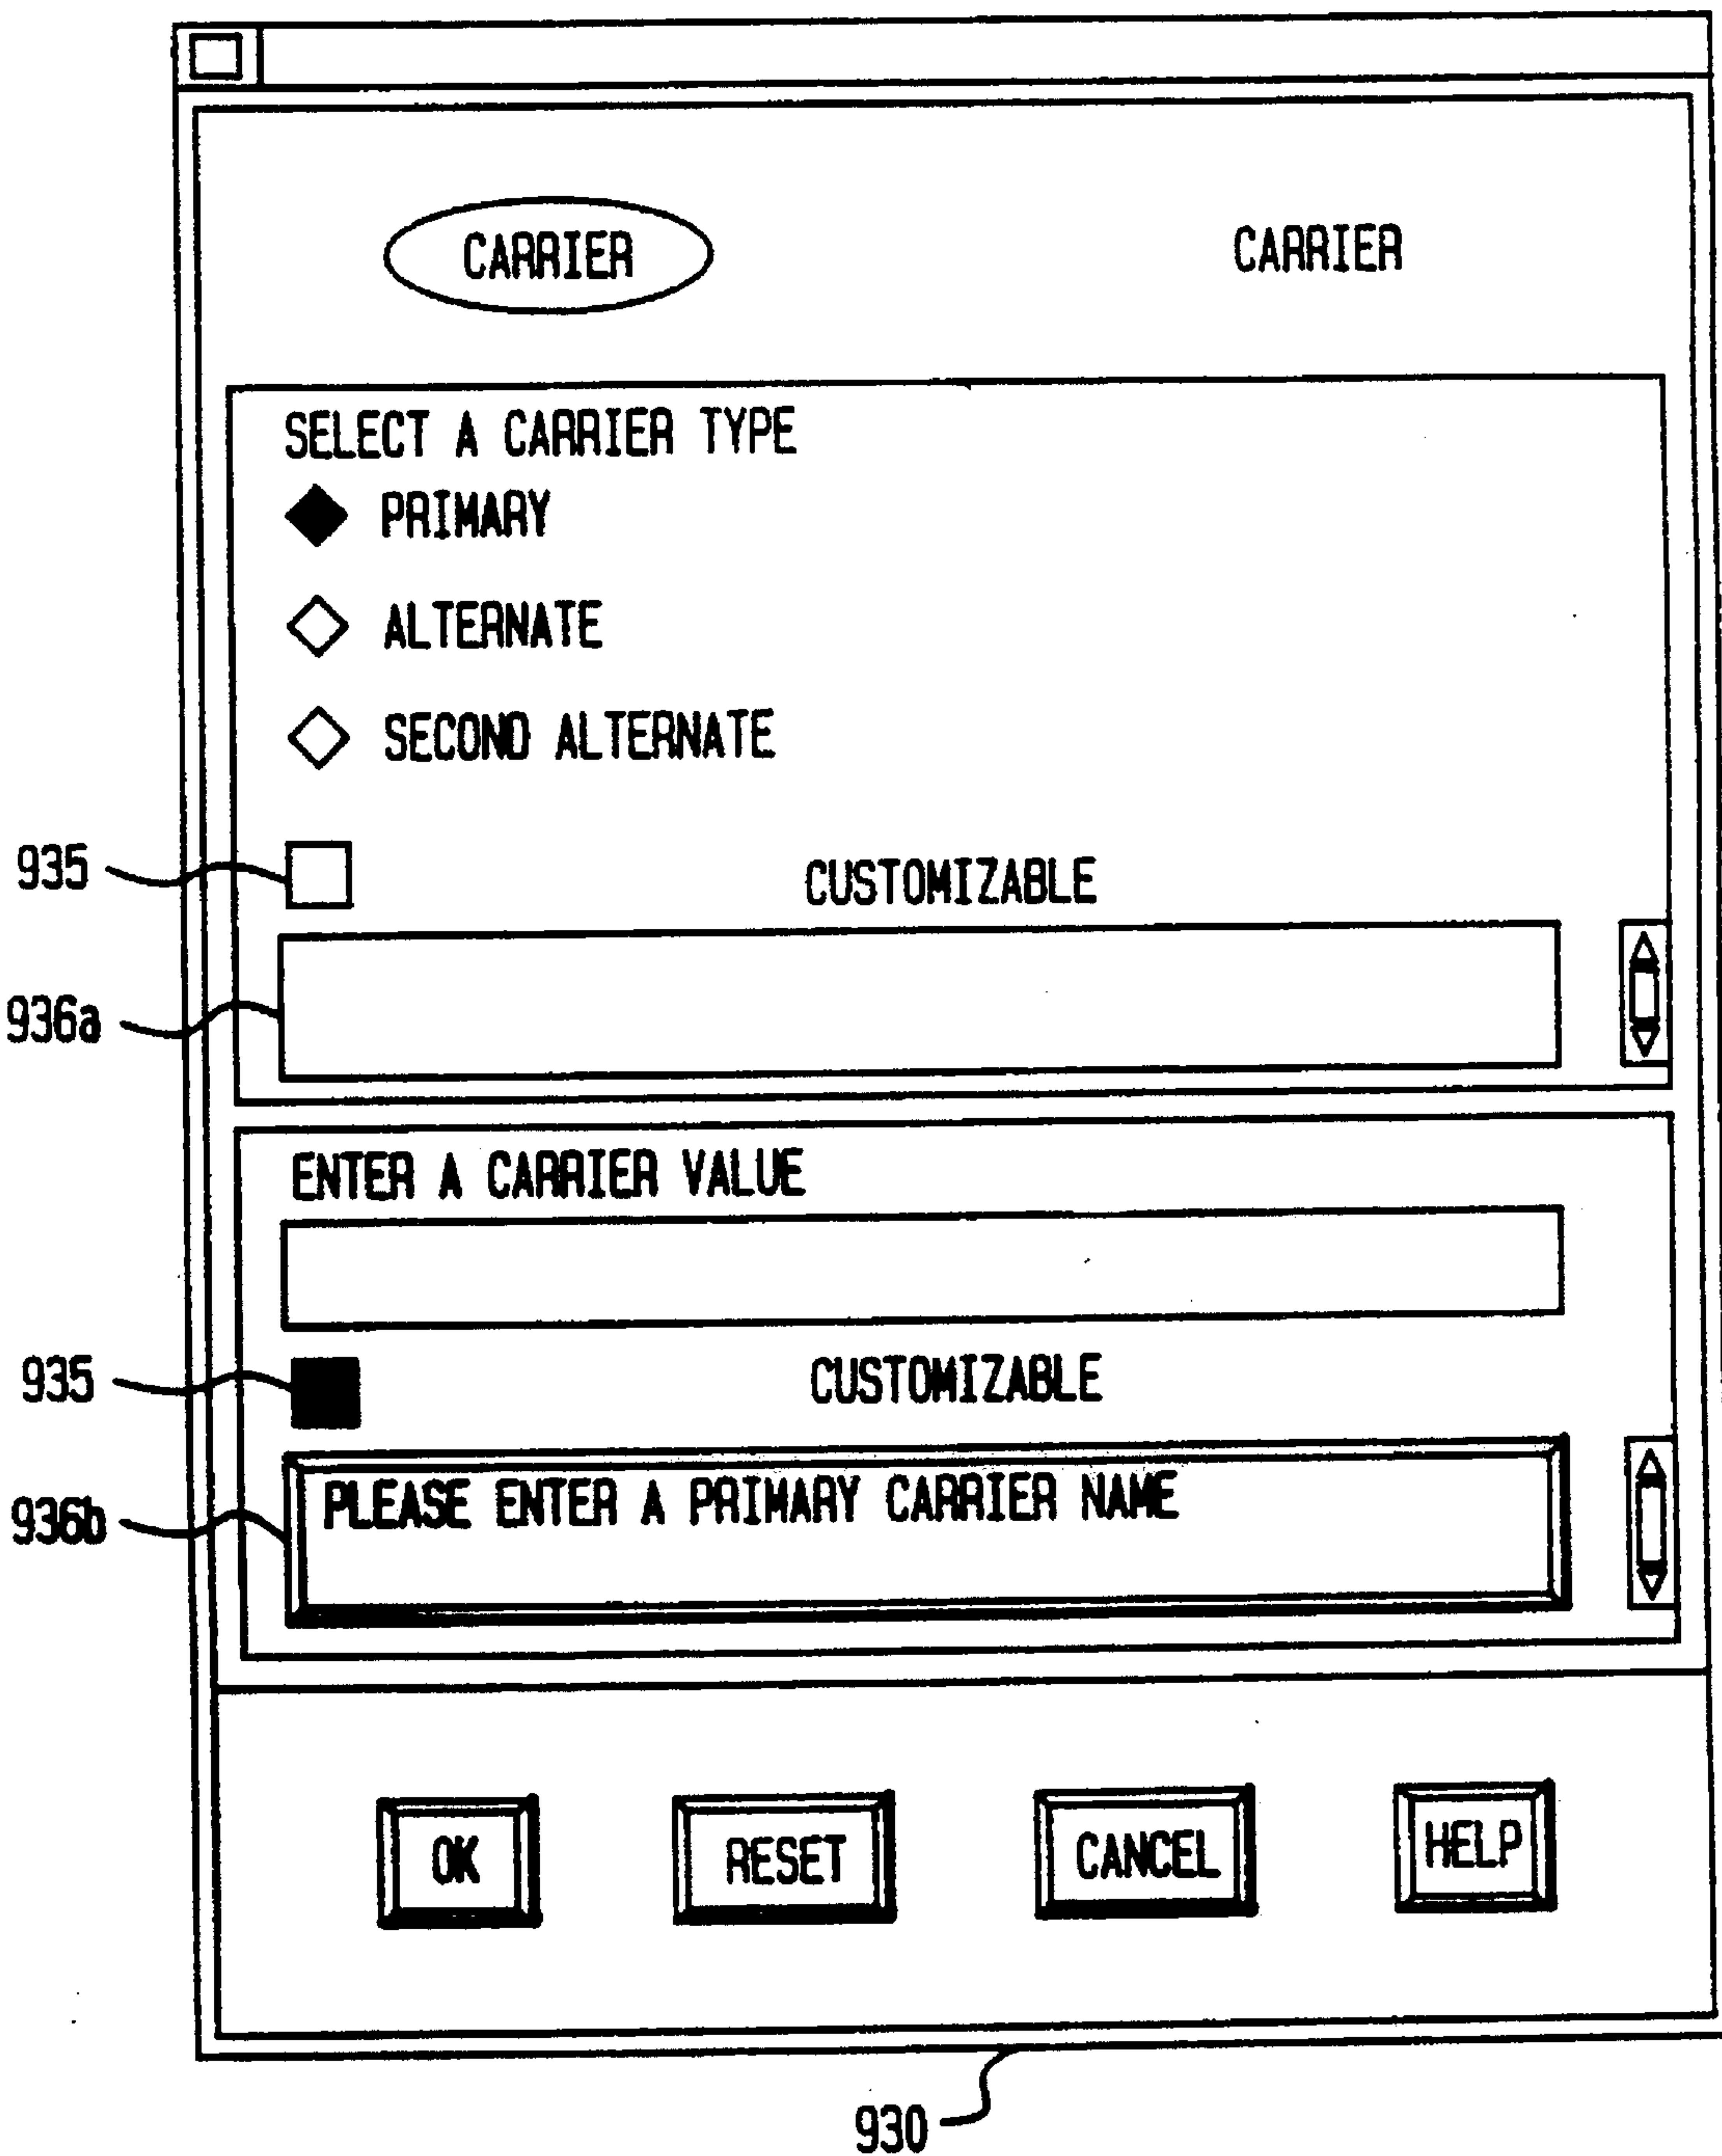 CARRIER CARRIER
SELECT A CARRIER TYPE
PRIMARY
ALTERNATE
SECOND ALTERNATE
935
CUSTOMIZABLE
936a
ENTER A CARRIER VALUE
935
CUSTOMIZABLE
936b
PLEASE ENTER A PRIMARY CARRIER NAME
OK RESET CANCEL HELP
930